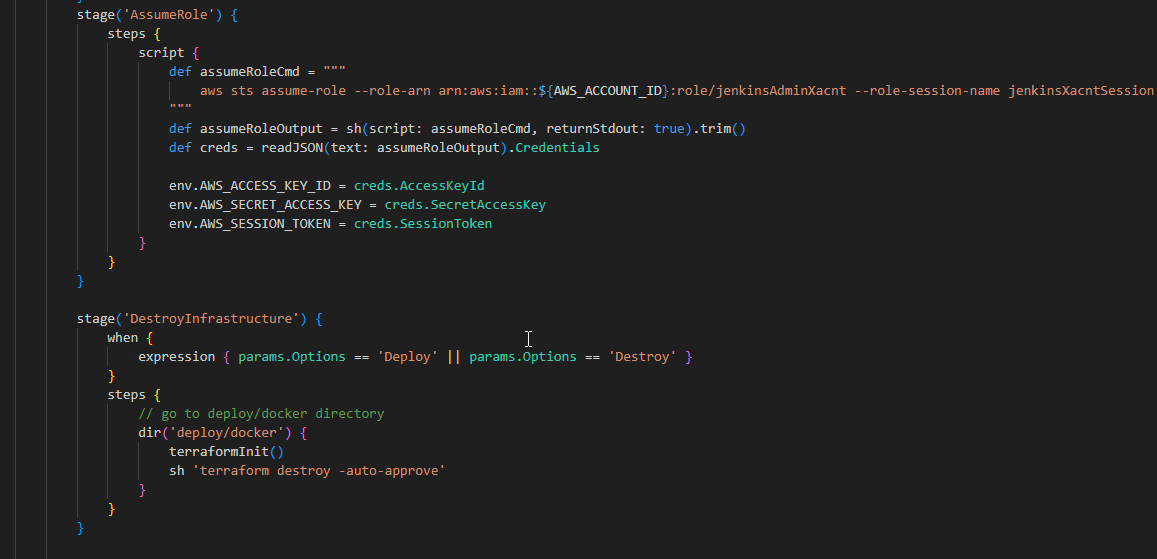 }
stage('AssumeRole') {
steps {
script {
def assumeRoleCmd = """
aws sts assume-role --role-arn arn:aws:iam::${AWS_ACCOUNT_ID}:role/jenkinsAdminXacnt --role-session-name jenkinsXacntSession
"""
def assumeRoleOutput = sh(script: assumeRoleCmd, returnStdout: true).trim()
def creds = readJSON(text: assumeRoleOutput).Credentials
env.AWS_ACCESS_KEY_ID = creds.AccessKeyId
env.AWS_SECRET_ACCESS_KEY = creds.SecretAccessKey
env.AWS_SESSION_TOKEN = creds.SessionToken
}
}
}
stage('DestroyInfrastructure') {
when {
expression { params.Options == 'Deploy' || params.Options == 'Destroy' }
}
steps {
// go to deploy/docker directory
dir('deploy/docker') {
terraformInit()
sh 'terraform destroy -auto-approve'
}
}
}